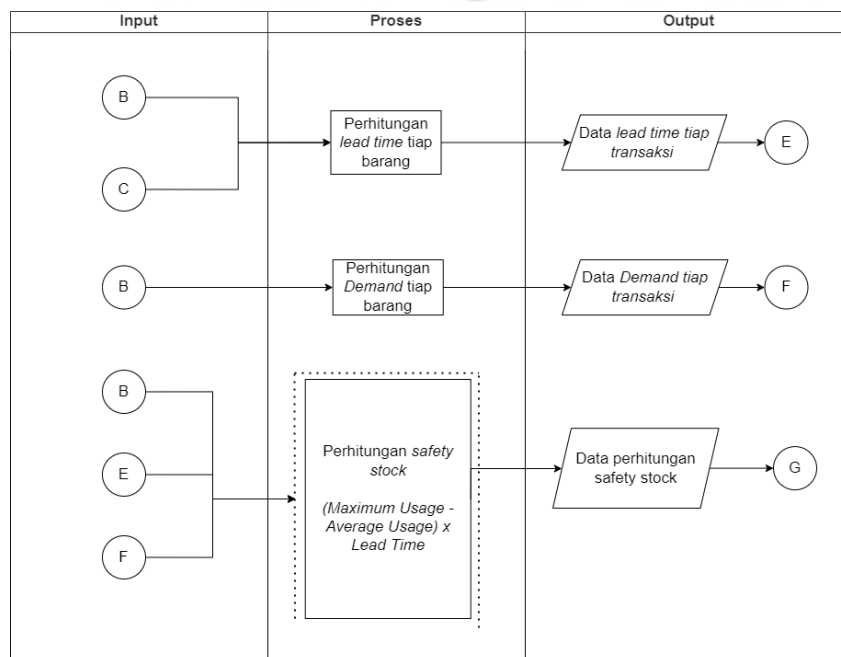 Input
Proses
Output
B
C
Perhitungan
lead time tiap
barang
Data lead time tiap
transaksi
E
B
Perhitungan
Demand tiap
barang
Data Demand tiap
transaksi
F
B
E
F
Perhitungan safety
stock
(Maximum Usage -
Average Usage) x
Lead Time
Data perhitungan
safety stock
G